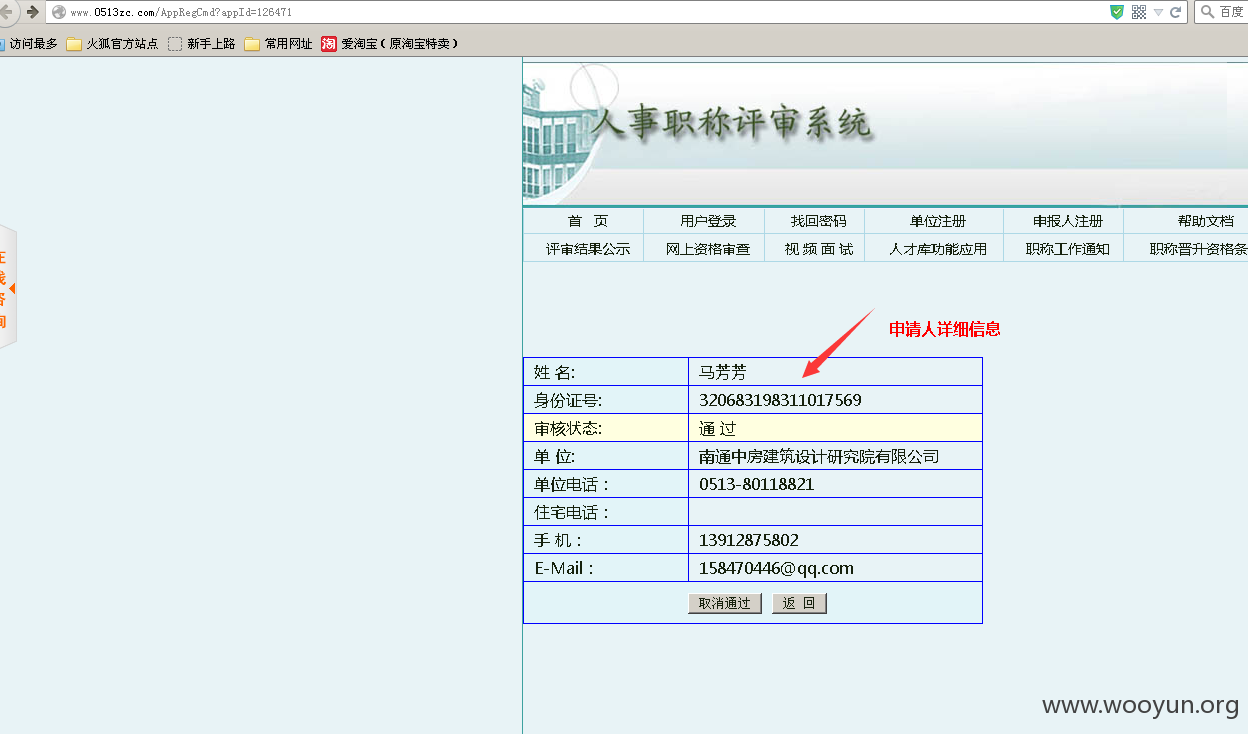 www.0513zc.com/AppRegCmd?appId=126471
百度
访问最多 火狐官方站点 新手上路 常用网址 淘 爱淘宝（原淘宝特卖）
人事职称评审系统
首 页 用户登录 找回密码 单位注册 申报人注册 帮助文档
评审结果公示 网上资格审查 视 频 面 试 人才库功能应用 职称工作通知 职称晋升资格条
申请人详细信息
姓 名: 马芳芳
身份证号: 320683198311017569
审核状态: 通 过
单 位: 南通中房建筑设计研究院有限公司
单位电话： 0513-80118821
住宅电话：
手 机： 13912875802
E-Mail： 158470446@qq.com
取消通过 返 回
www.wooyun.org